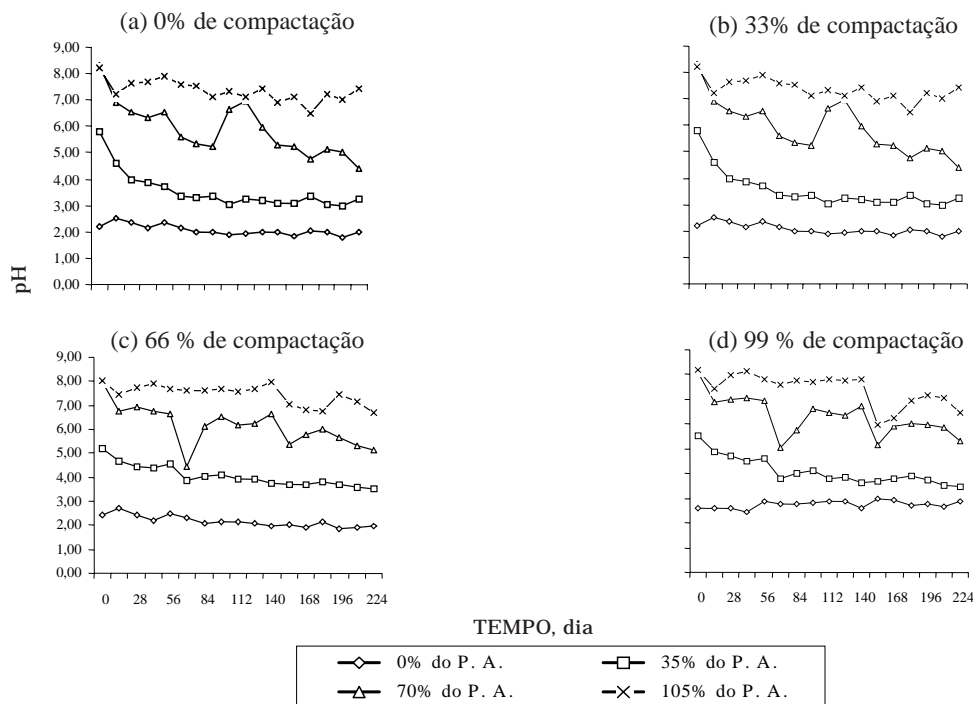 (a) 0% de compactação
(b) 33% de compactação
9,00
8,00
7,00
6,00
5,00
4,00
3,00
2,00
1,00
0,00
pH
(c) 66 % de compactação
(d) 99 % de compactação
9,00
8,00
7,00
6,00
5,00
4,00
3,00
2,00
1,00
0,00
0 28 56 84 112 140 168 196 224
0 28 56 84 112 140 168 196 224
TEMPO, dia
0% do P. A.
35% do P. A.
70% do P. A.
105% do P. A.